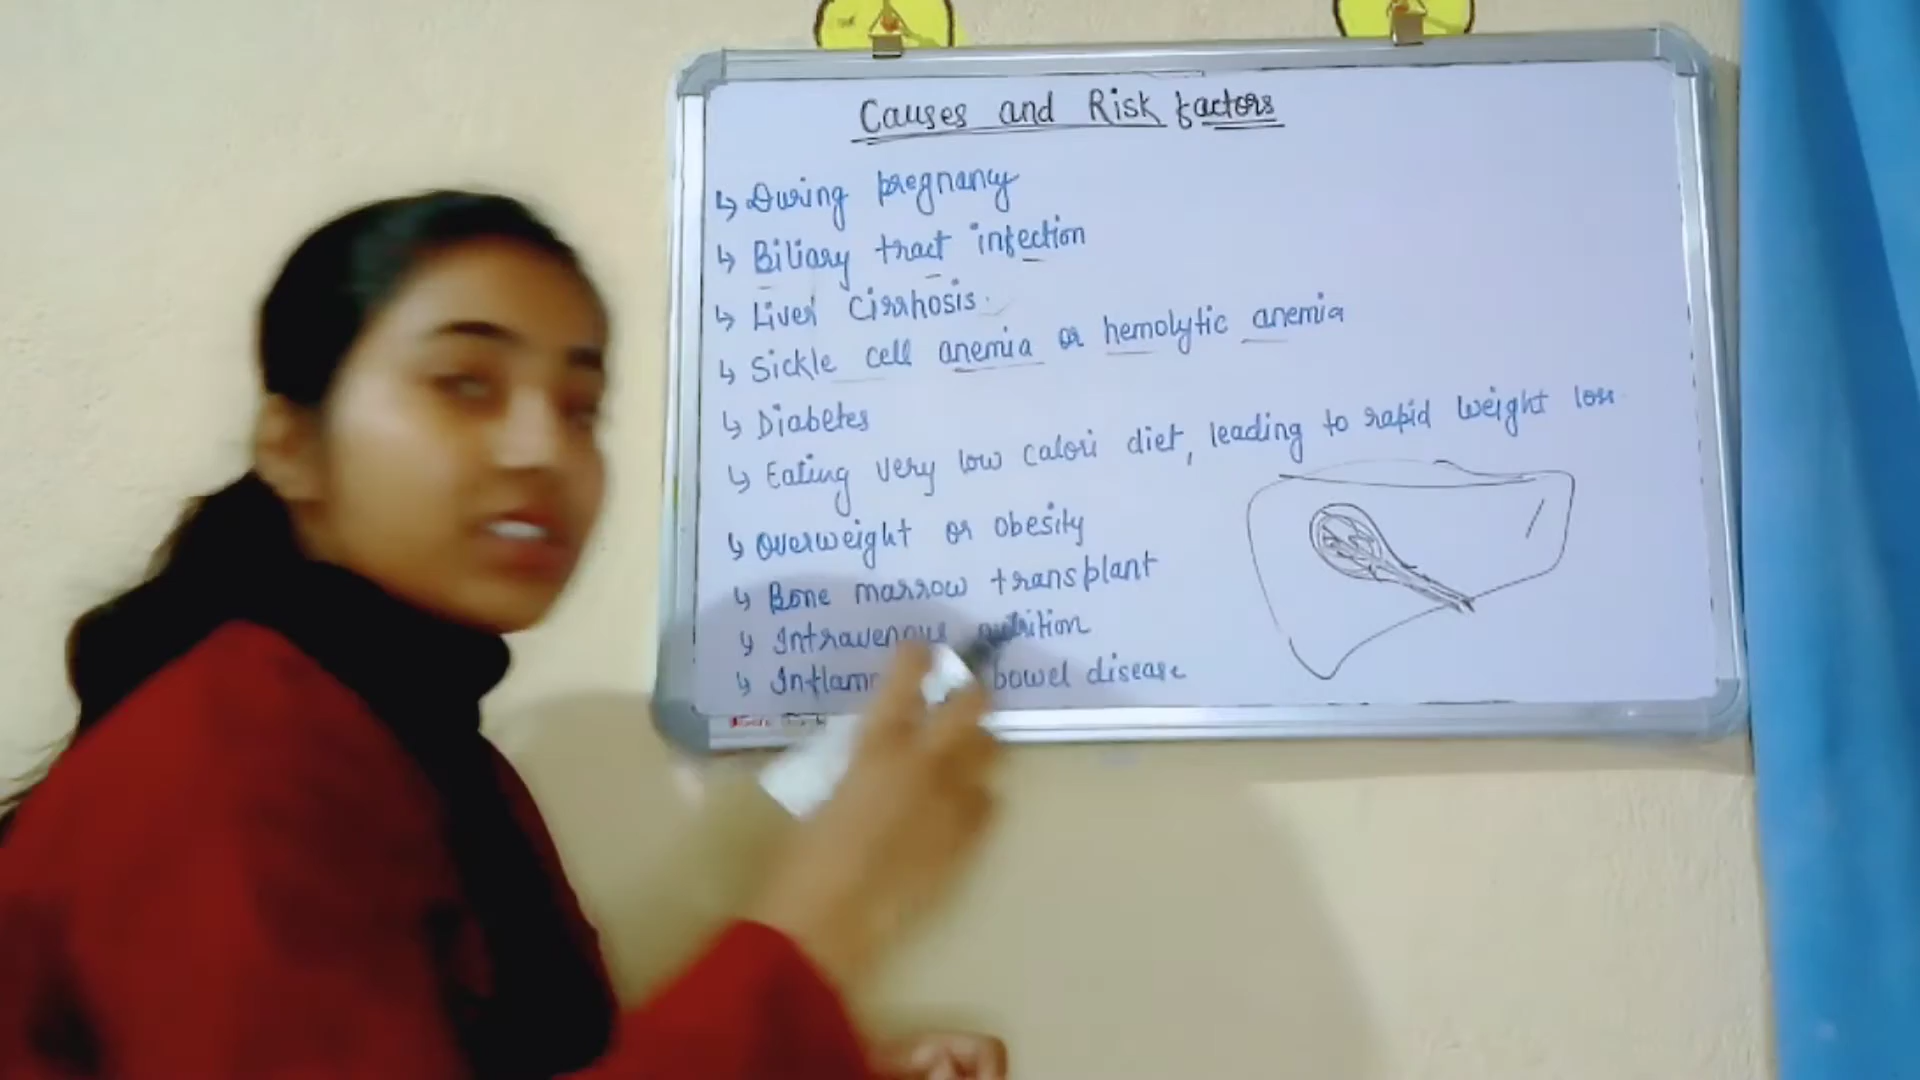 Causes and Risk factors
↳ During pregnancy
↳ Biliary tract infection
↳ Liver Cirrhosis
↳ Sickle cell anemia or hemolytic anemia
↳ Diabetes
↳ Eating very low calori diet, leading to rapid weight loss
↳ Overweight or obesity
↳ Bone marrow transplant
↳ Intravenous nutrition
↳ bowel disease